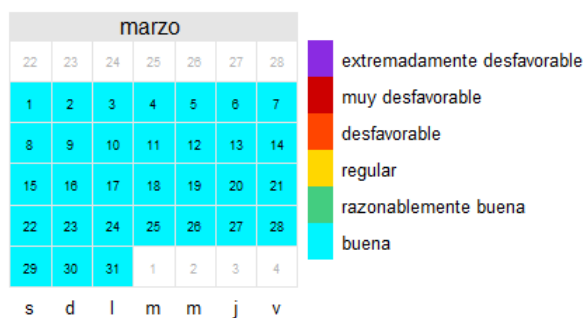 marzo
22 23 24 25 26 27 28
1 2 3 4 5 6 7
8 9 10 11 12 13 14
15 16 17 18 19 20 21
22 23 24 25 26 27 28
29 30 31 1 2 3 4
s d l m m j v
extremadamente desfavorable
muy desfavorable
desfavorable
regular
razonablemente buena
buena